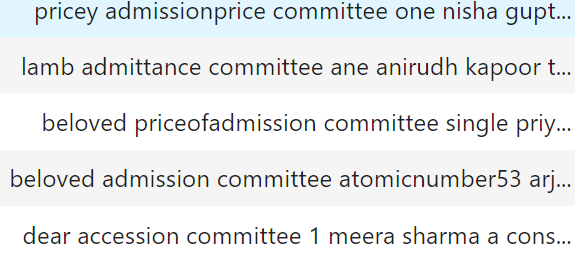 pricey admissionprice committee one nisha gupt...
lamb admittance committee ane anirudh kapoor t...
beloved priceofadmission committee single priy...
beloved admission committee atomicnumber53 arj...
dear accession committee 1 meera sharma a cons...